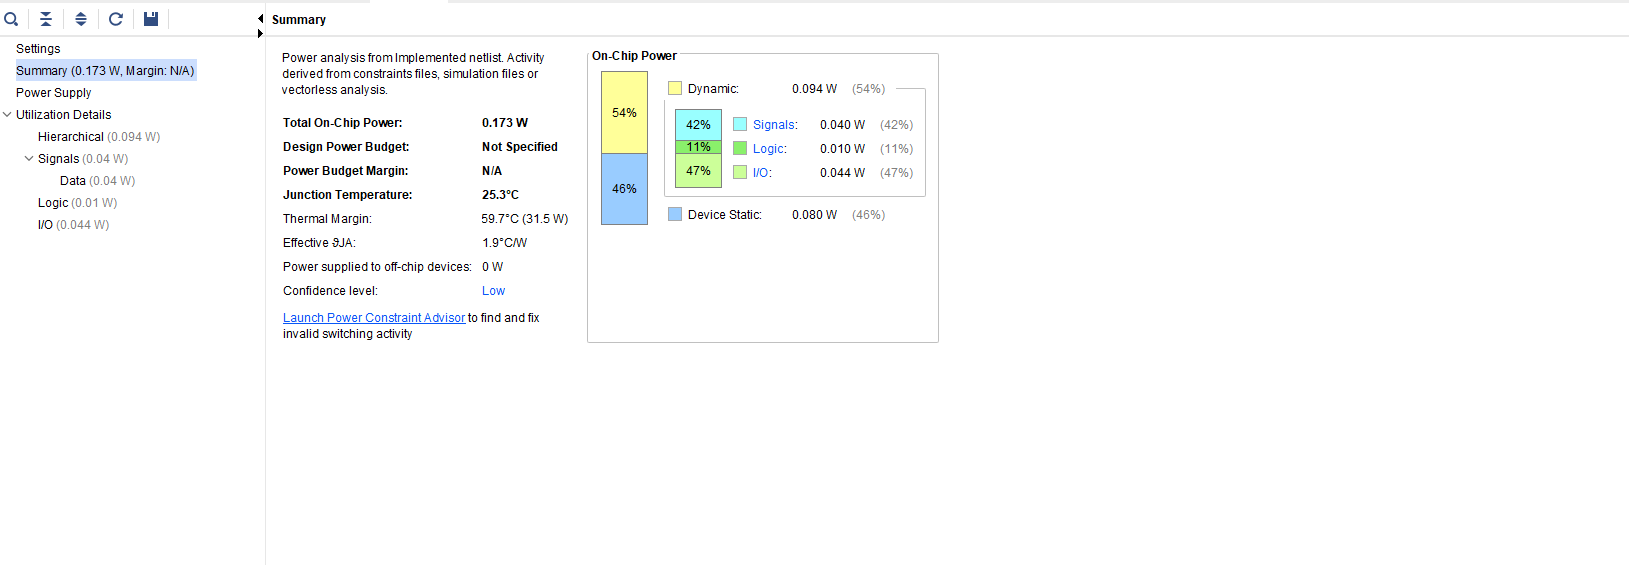 Summary
Settings
Summary (0.173 W, Margin: N/A)
Power Supply
Utilization Details
Hierarchical (0.094 W)
Signals (0.04 W)
Data (0.04 W)
Logic (0.01 W)
I/O (0.044 W)
Power analysis from Implemented netlist. Activity
derived from constraints files, simulation files or
vectorless analysis.
Total On-Chip Power: 0.173 W
Design Power Budget: Not Specified
Power Budget Margin: N/A
Junction Temperature: 25.3°C
Thermal Margin: 59.7°C (31.5 W)
Effective ϑJA: 1.9°C/W
Power supplied to off-chip devices: 0 W
Confidence level: Low
Launch Power Constraint Advisor to find and fix
invalid switching activity
On-Chip Power
54%
46%
Dynamic: 0.094 W (54%)
42%
11%
47%
Signals: 0.040 W (42%)
Logic: 0.010 W (11%)
I/O: 0.044 W (47%)
Device Static: 0.080 W (46%)